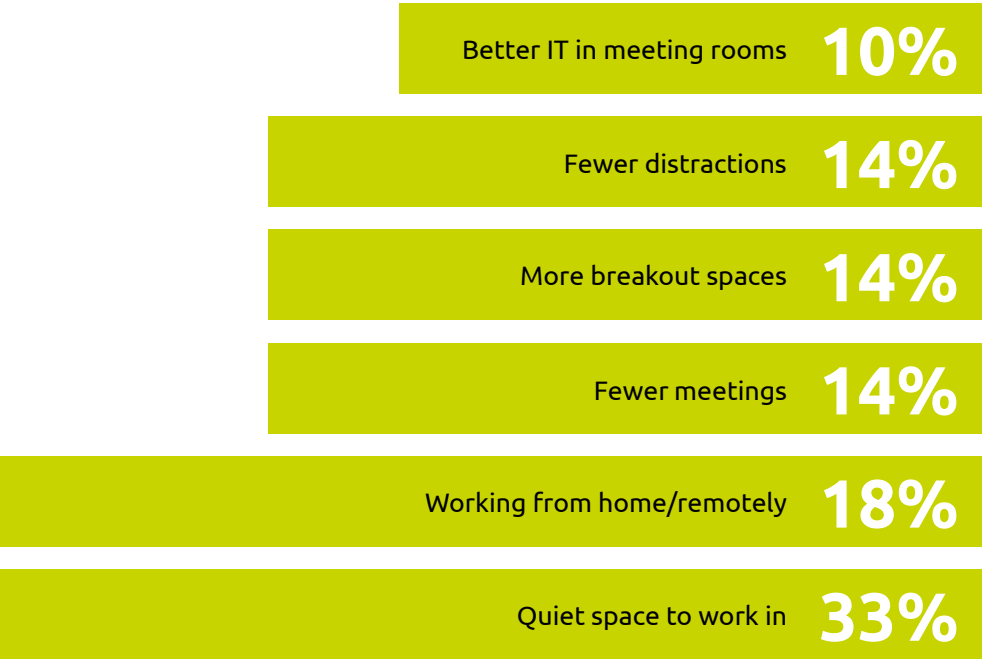 Better IT in meeting rooms 10%
Fewer distractions 14%
More breakout spaces 14%
Fewer meetings 14%
Working from home/remotely 18%
Quiet space to work in 33%